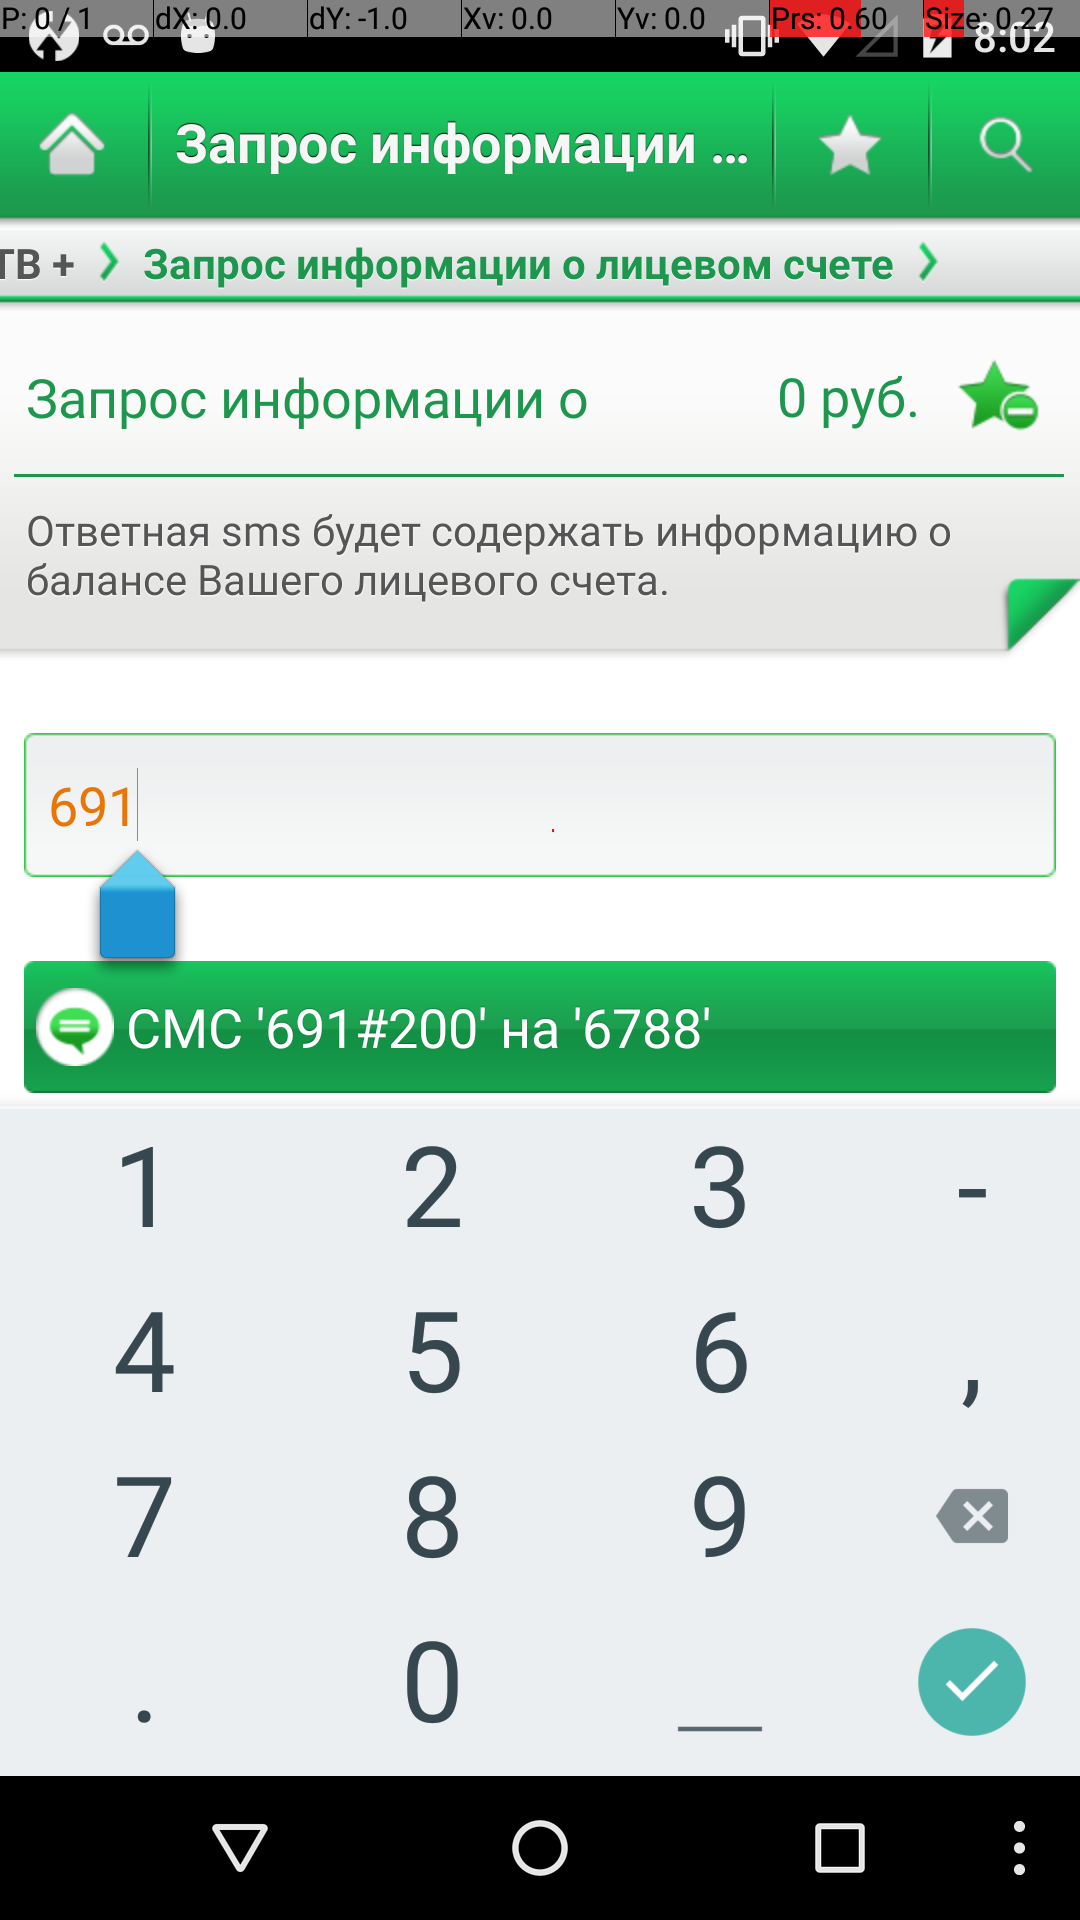 P: 0 / 1 dX: 0.0 dY: -1.0 Xv: 0.0 Yv: 0.0 Prs: 0.60 Size: 0.27
8:02
Запрос информации ...
ТВ + Запрос информации о лицевом счете
Запрос информации о 0 руб.
Ответная sms будет содержать информацию о
балансе Вашего лицевого счета.
691
СМС '691#200' на '6788'
1 2 3 -
4 5 6 ,
7 8 9
. 0 _